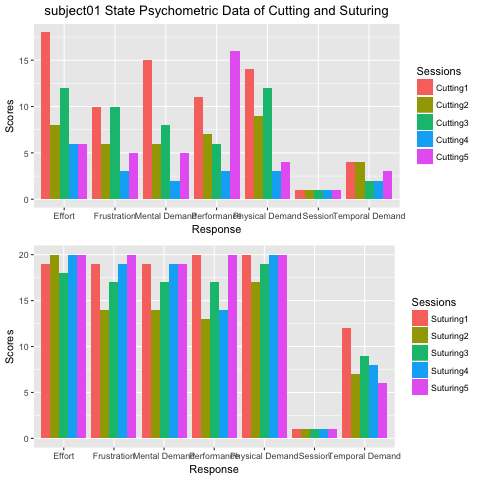 subject01 State Psychometric Data of Cutting and Suturing
Scores
15
10
5
0
Effort Frustration Mental Demand Performance Physical Demand Session Temporal Demand
Response
Sessions
Cutting1
Cutting2
Cutting3
Cutting4
Cutting5
Scores
20
15
10
5
0
Effort Frustration Mental Demand Performance Physical Demand Session Temporal Demand
Response
Sessions
Suturing1
Suturing2
Suturing3
Suturing4
Suturing5